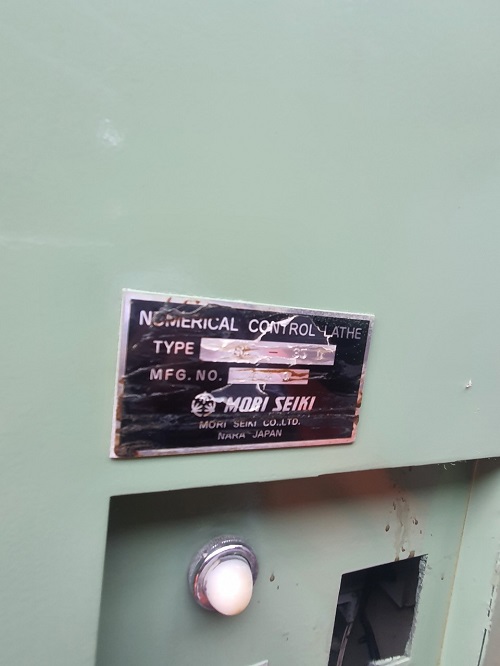 NUMERICAL CONTROL LATHE
TYPE
MFG. NO.
MORI SEIKI
MORI SEIKI CO.,LTD.
NARA JAPAN